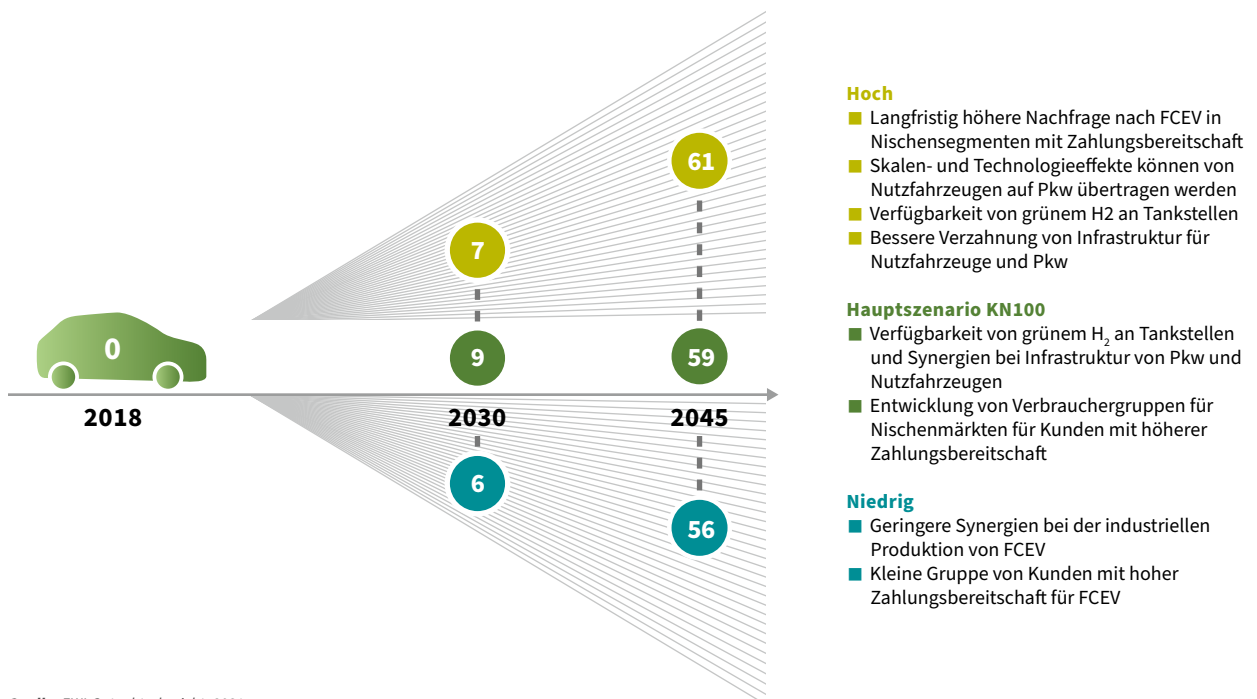 61
7
0
9
59
2018
2030
2045
6
56
Hoch
Langfristig höhere Nachfrage nach FCEV in
Nischensegmenten mit Zahlungsbereitschaft
Skalen- und Technologieeffekte können von
Nutzfahrzeugen auf Pkw übertragen werden
Verfügbarkeit von grünem H2 an Tankstellen
Bessere Verzahnung von Infrastruktur für
Nutzfahrzeuge und Pkw
Hauptszenario KN100
Verfügbarkeit von grünem H₂ an Tankstellen
und Synergien bei Infrastruktur von Pkw und
Nutzfahrzeugen
Entwicklung von Verbrauchergruppen für
Nischenmärkten für Kunden mit höherer
Zahlungsbereitschaft
Niedrig
Geringere Synergien bei der industriellen
Produktion von FCEV
Kleine Gruppe von Kunden mit hoher
Zahlungsbereitschaft für FCEV